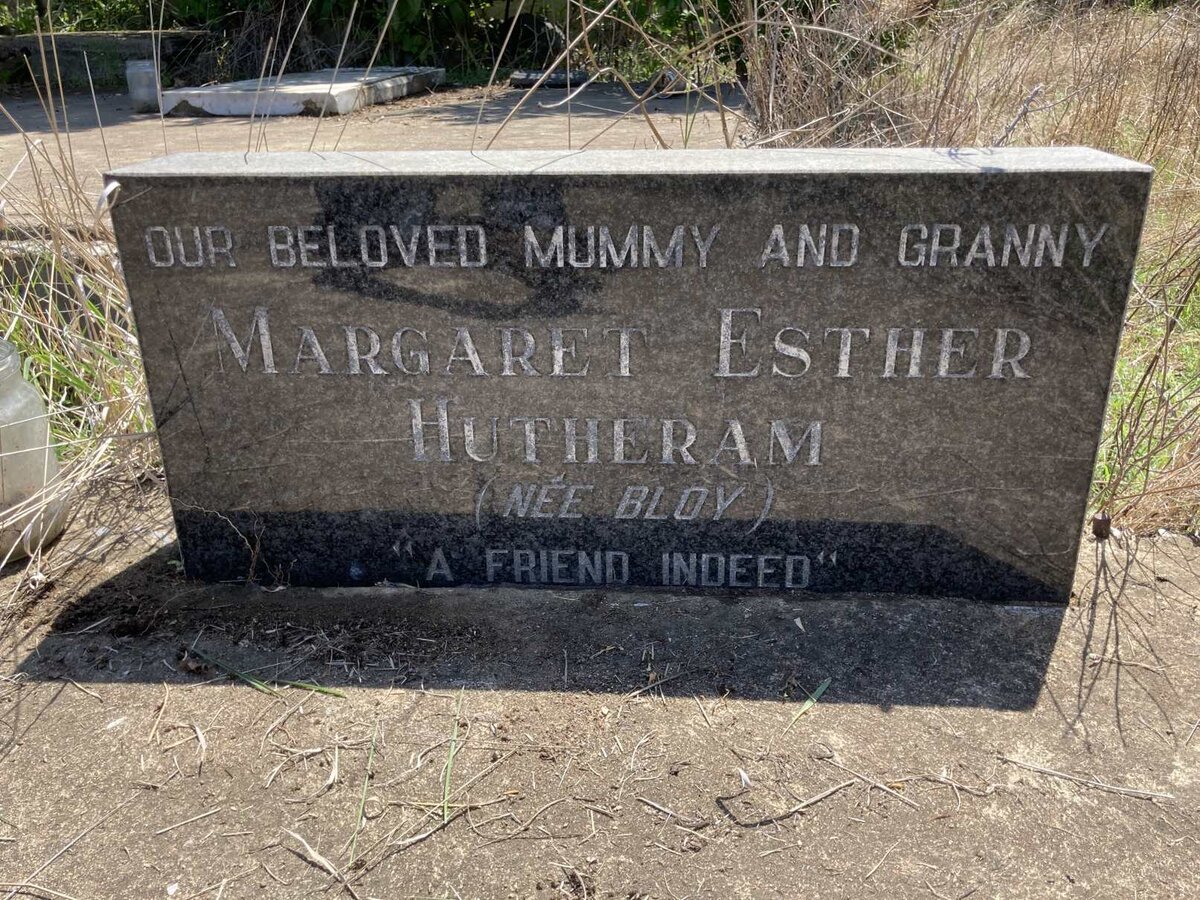 OUR BELOVED MUMMY AND GRANNY
MARGARET ESTHER
HUTHERAM
(NÉE BLOY)
"A FRIEND INDEED"